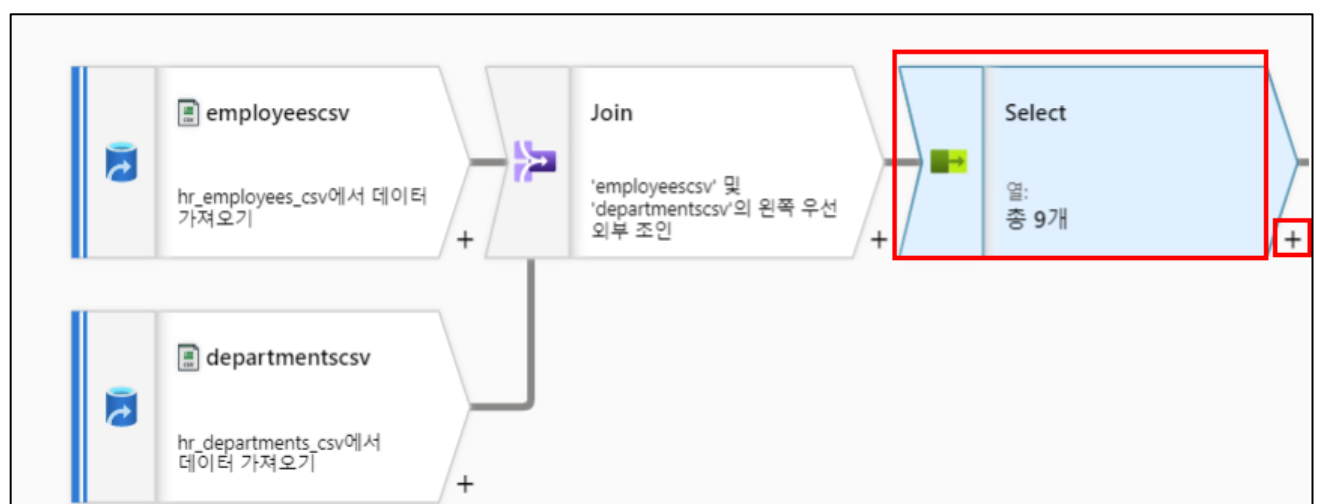 employeescsv
hr_employees_csv에서 데이터
가져오기
+
Join
'employeescsv' 및
'departmentscsv'의 왼쪽 우선
외부 조인
+
Select
열:
총 9개
+
departmentscsv
hr_departments_csv에서
데이터 가져오기
+